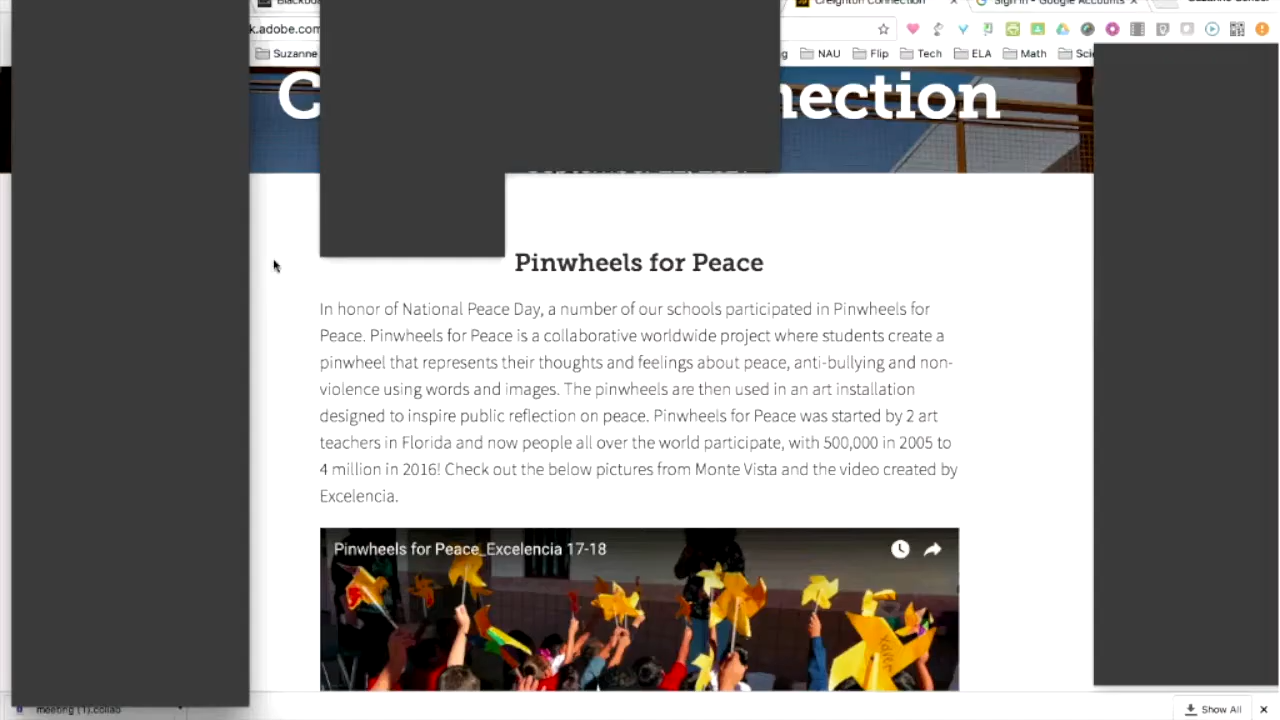 Creighton Connection
Sign in - Google Accounts
k.adobe.com
Suzanne
NAU
Flip
Tech
ELA
Math
nection
Pinwheels for Peace
In honor of National Peace Day, a number of our schools participated in Pinwheels for
Peace. Pinwheels for Peace is a collaborative worldwide project where students create a
pinwheel that represents their thoughts and feelings about peace, anti-bullying and non-
violence using words and images. The pinwheels are then used in an art installation
designed to inspire public reflection on peace. Pinwheels for Peace was started by 2 art
teachers in Florida and now people all over the world participate, with 500,000 in 2005 to
4 million in 2016! Check out the below pictures from Monte Vista and the video created by
Excelencia.
Pinwheels for Peace_Excelencia 17-18
meeting (1).collab
Show All